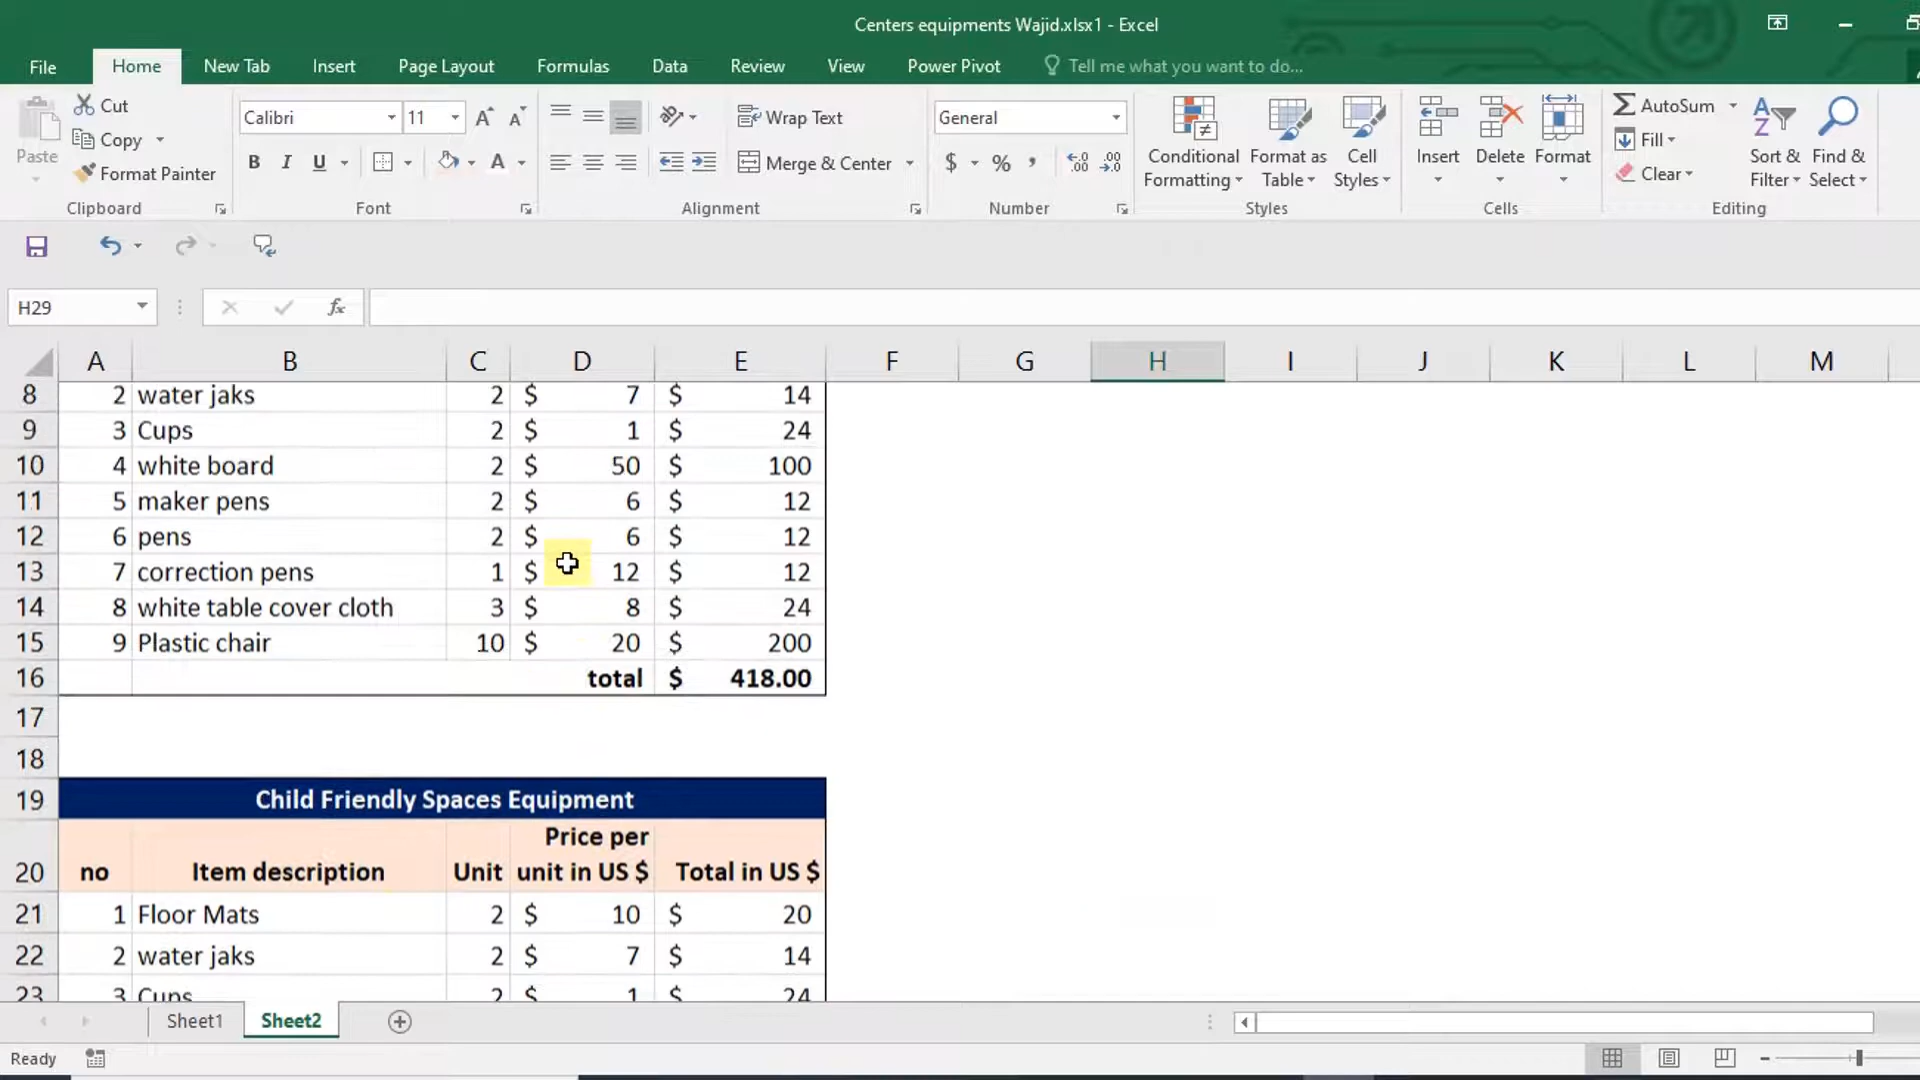 Centers equipments Wajid.xlsx1 - Excel
File Home New Tab Insert Page Layout Formulas Data Review View Power Pivot Tell me what you want to do...
Paste
Cut
Copy
Format Painter
Clipboard
Calibri 11
B I U
Font
Wrap Text
Merge & Center
Alignment
General
$ % ,
Number
Conditional Formatting
Format as Table
Cell Styles
Styles
Insert
Delete
Format
Cells
AutoSum
Fill
Clear
Sort & Filter
Find & Select
Editing
H29 fx
A B C D E F G H I J K L M
8 2 water jaks 2 $ 7 $ 14
9 3 Cups 2 $ 1 $ 24
10 4 white board 2 $ 50 $ 100
11 5 maker pens 2 $ 6 $ 12
12 6 pens 2 $ 6 $ 12
13 7 correction pens 1 $ 12 $ 12
14 8 white table cover cloth 3 $ 8 $ 24
15 9 Plastic chair 10 $ 20 $ 200
16 total $ 418.00
17
18
19 Child Friendly Spaces Equipment
20 no Item description Unit Price per unit in US $ Total in US $
21 1 Floor Mats 2 $ 10 $ 20
22 2 water jaks 2 $ 7 $ 14
23 3 Cups 2 $ 1 $ 24
Sheet1 Sheet2
Ready